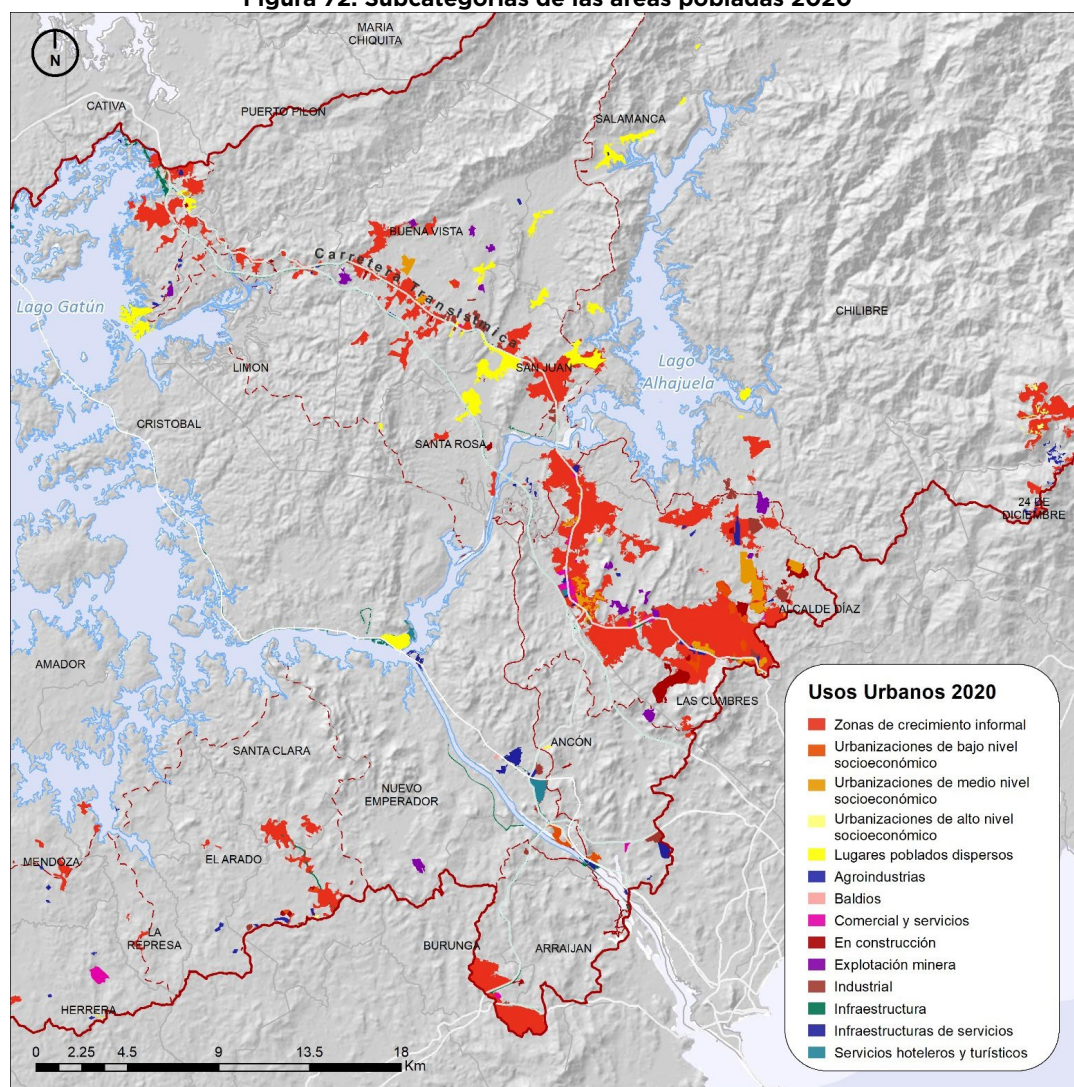 Figura 72. Subcategorías de las áreas pobladas 2020
N
MARIA
CHIQUITA
CATIVA
PUERTO PILON
SALAMANCA
BUENA VISTA
Carretera Transístmica
Lago Gatún
CHILIBRE
LIMON
SAN JUAN
Lago
Alhajuela
CRISTOBAL
SANTA ROSA
24 DE
DICIEMBRE
ALCALDE DÍAZ
AMADOR
LAS CUMBRES
SANTA CLARA
ANCÓN
NUEVO
EMPERADOR
MENDOZA
EL ARADO
LA
REPRESA
BURUNGA
ARRAIJAN
HERRERA
Usos Urbanos 2020
Zonas de crecimiento informal
Urbanizaciones de bajo nivel
socioeconómico
Urbanizaciones de medio nivel
socioeconómico
Urbanizaciones de alto nivel
socioeconómico
Lugares poblados dispersos
Agroindustrias
Baldios
Comercial y servicios
En construcción
Explotación minera
Industrial
Infraestructura
Infraestructuras de servicios
Servicios hoteleros y turísticos
0 2.25 4.5 9 13.5 18
Km